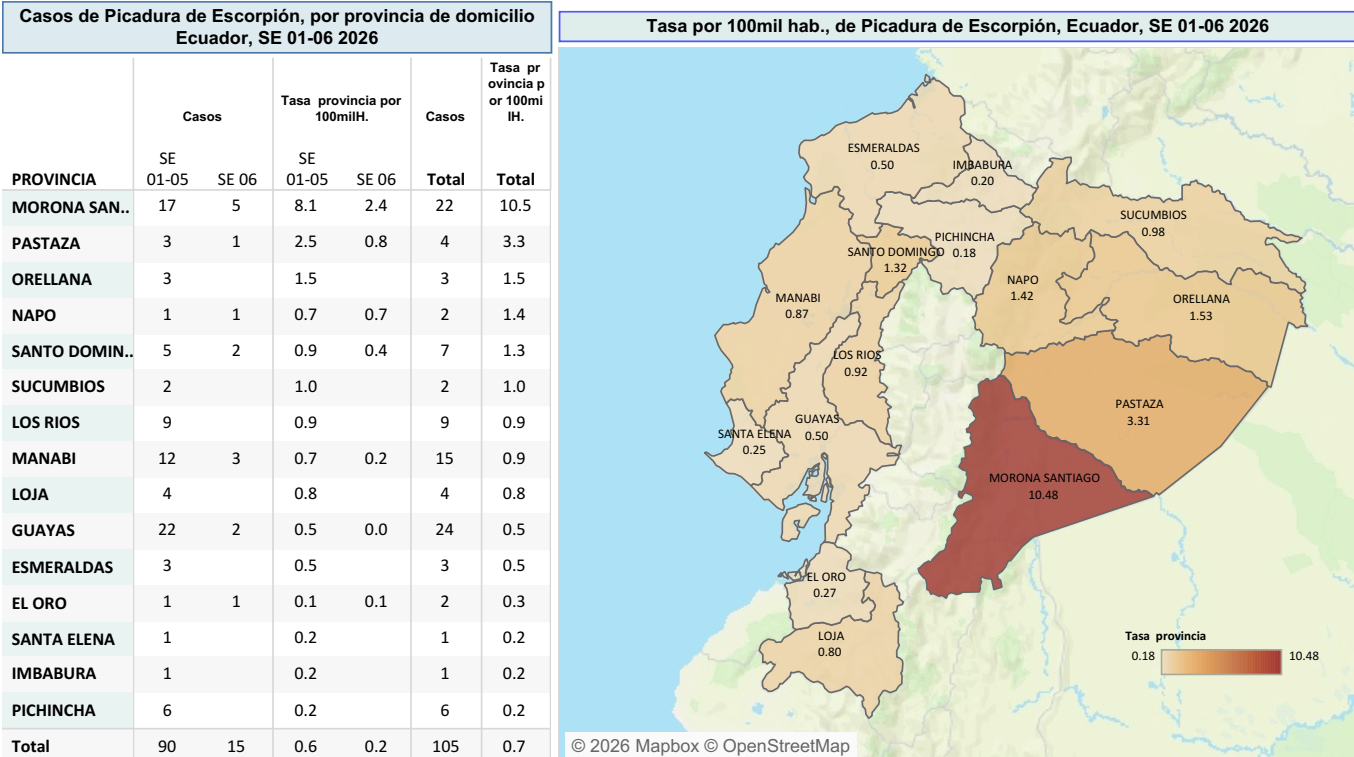 Casos de Picadura de Escorpión, por provincia de domicilio
Ecuador, SE 01-06 2026
Casos
Tasa provincia por
100milH.
Casos
Tasa pr
ovincia p
or 100mi
lH.
PROVINCIA
SE
01-05
SE 06
SE
01-05
SE 06
Total
Total
MORONA SAN.. 17 5 8.1 2.4 22 10.5
PASTAZA 3 1 2.5 0.8 4 3.3
ORELLANA 3 1.5 3 1.5
NAPO 1 1 0.7 0.7 2 1.4
SANTO DOMIN.. 5 2 0.9 0.4 7 1.3
SUCUMBIOS 2 1.0 2 1.0
LOS RIOS 9 0.9 9 0.9
MANABI 12 3 0.7 0.2 15 0.9
LOJA 4 0.8 4 0.8
GUAYAS 22 2 0.5 0.0 24 0.5
ESMERALDAS 3 0.5 3 0.5
EL ORO 1 1 0.1 0.1 2 0.3
SANTA ELENA 1 0.2 1 0.2
IMBABURA 1 0.2 1 0.2
PICHINCHA 6 0.2 6 0.2
Total 90 15 0.6 0.2 105 0.7
Tasa por 100mil hab., de Picadura de Escorpión, Ecuador, SE 01-06 2026
ESMERALDAS
0.50
IMBABURA
0.20
SUCUMBIOS
0.98
PICHINCHA
0.18
SANTO DOMINGO
1.32
NAPO
1.42
MANABI
0.87
ORELLANA
1.53
LOS RIOS
0.92
PASTAZA
3.31
GUAYAS
0.50
SANTA ELENA
0.25
MORONA SANTIAGO
10.48
EL ORO
0.27
LOJA
0.80
Tasa provincia
0.18 10.48
© 2026 Mapbox © OpenStreetMap